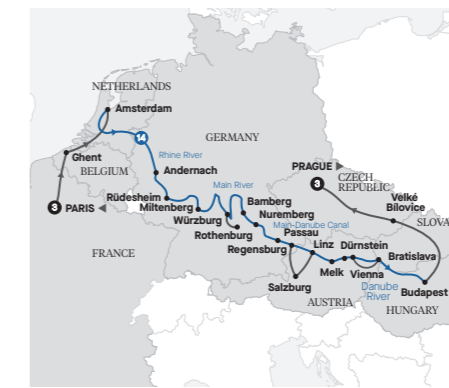 NETHERLANDS
Amsterdam
14
GERMANY
Ghent
Rhine River
BELGIUM
Andernach
PRAGUE
3
CZECH
REPUBLIC
Main River
Rüdesheim
Miltenberg
Bamberg
Velké
Bílovice
3 PARIS
Würzburg
Nuremberg
Main-Danube Canal
SLOVA
Rothenburg
Passau
Regensburg
Linz
Dürnstein
Bratislava
FRANCE
Melk
Vienna
Salzburg
Danube
River
Budapest
AUSTRIA
HUNGARY